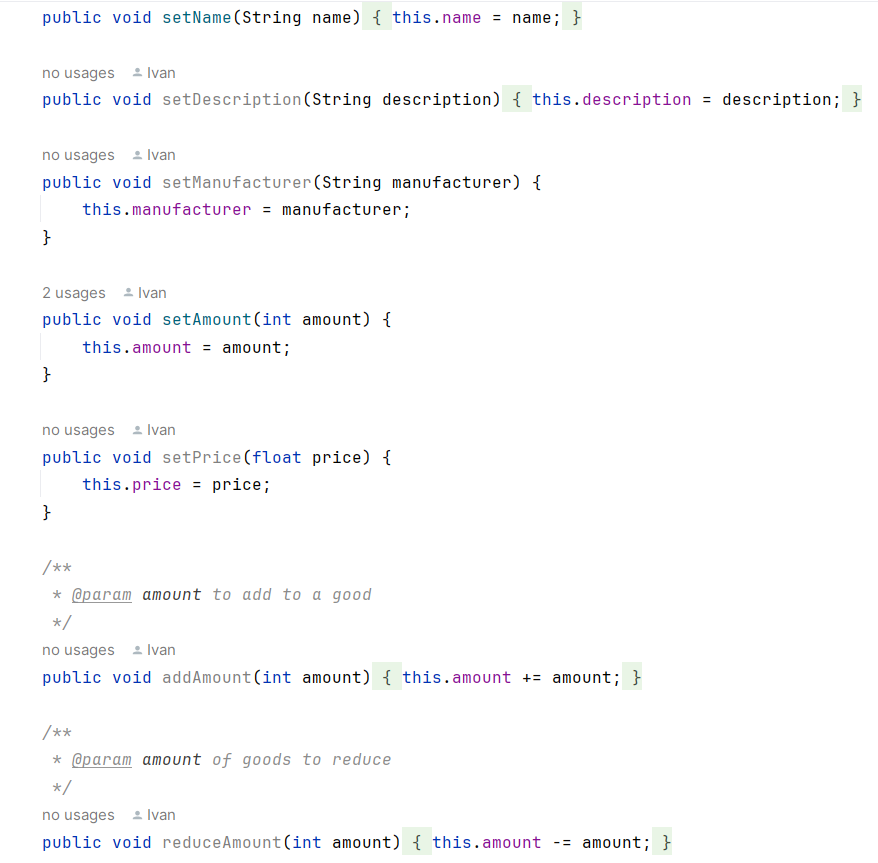 public void setName(String name) { this.name = name; }
no usages Ivan
public void setDescription(String description) { this.description = description; }
no usages Ivan
public void setManufacturer(String manufacturer) {
    this.manufacturer = manufacturer;
}
2 usages Ivan
public void setAmount(int amount) {
    this.amount = amount;
}
no usages Ivan
public void setPrice(float price) {
    this.price = price;
}
/**
 * @param amount to add to a good
 */
no usages Ivan
public void addAmount(int amount) { this.amount += amount; }
/**
 * @param amount of goods to reduce
 */
no usages Ivan
public void reduceAmount(int amount) { this.amount -= amount; }